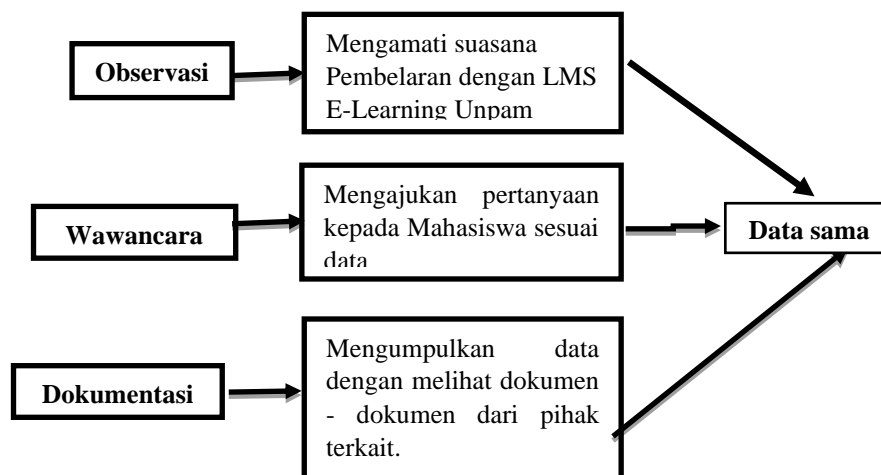 Observasi
Mengamati suasana
Pembelaran dengan LMS
E-Learning Unpam
Wawancara
Mengajukan pertanyaan
kepada Mahasiswa sesuai
data
Data sama
Dokumentasi
Mengumpulkan data
dengan melihat dokumen
- dokumen dari pihak
terkait.